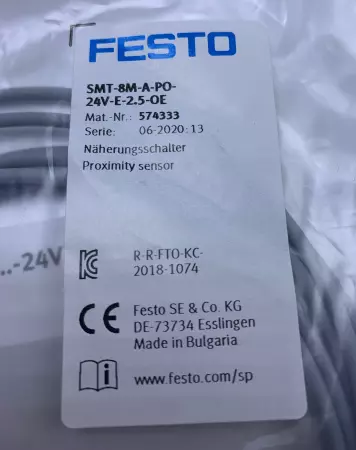 FESTO
SMT-8M-A-PO-
24V-E-2.5-OE
Mat.-Nr.: 574333
Serie: 06-2020:13
Näherungsschalter
Proximity sensor
...-24V
R-R-FTO-KC-
2018-1074
Festo SE & Co. KG
DE-73734 Esslingen
Made in Bulgaria
www.festo.com/sp